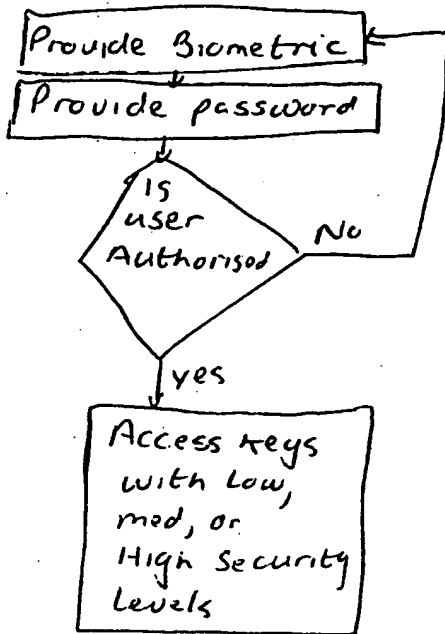 Provide Biometric
Provide password
Is
user
Authorised
No
yes
Access keys
with Low,
med, or
High Security
Levels